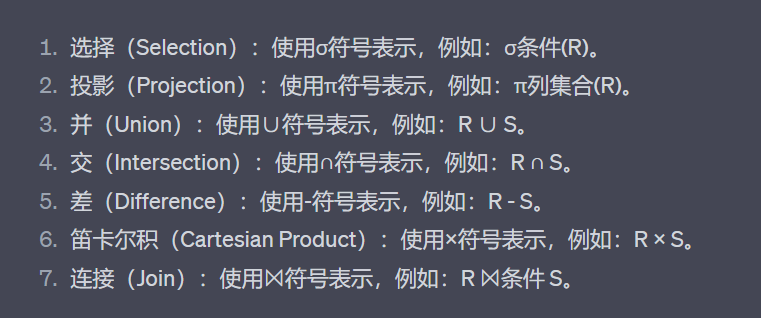 1. 选择（Selection）：使用σ符号表示，例如：σ条件(R)。
2. 投影（Projection）：使用π符号表示，例如：π列集合(R)。
3. 并（Union）：使用∪符号表示，例如：R ∪ S。
4. 交（Intersection）：使用∩符号表示，例如：R ∩ S。
5. 差（Difference）：使用-符号表示，例如：R - S。
6. 笛卡尔积（Cartesian Product）：使用×符号表示，例如：R × S。
7. 连接（Join）：使用⋈符号表示，例如：R ⋈条件 S。